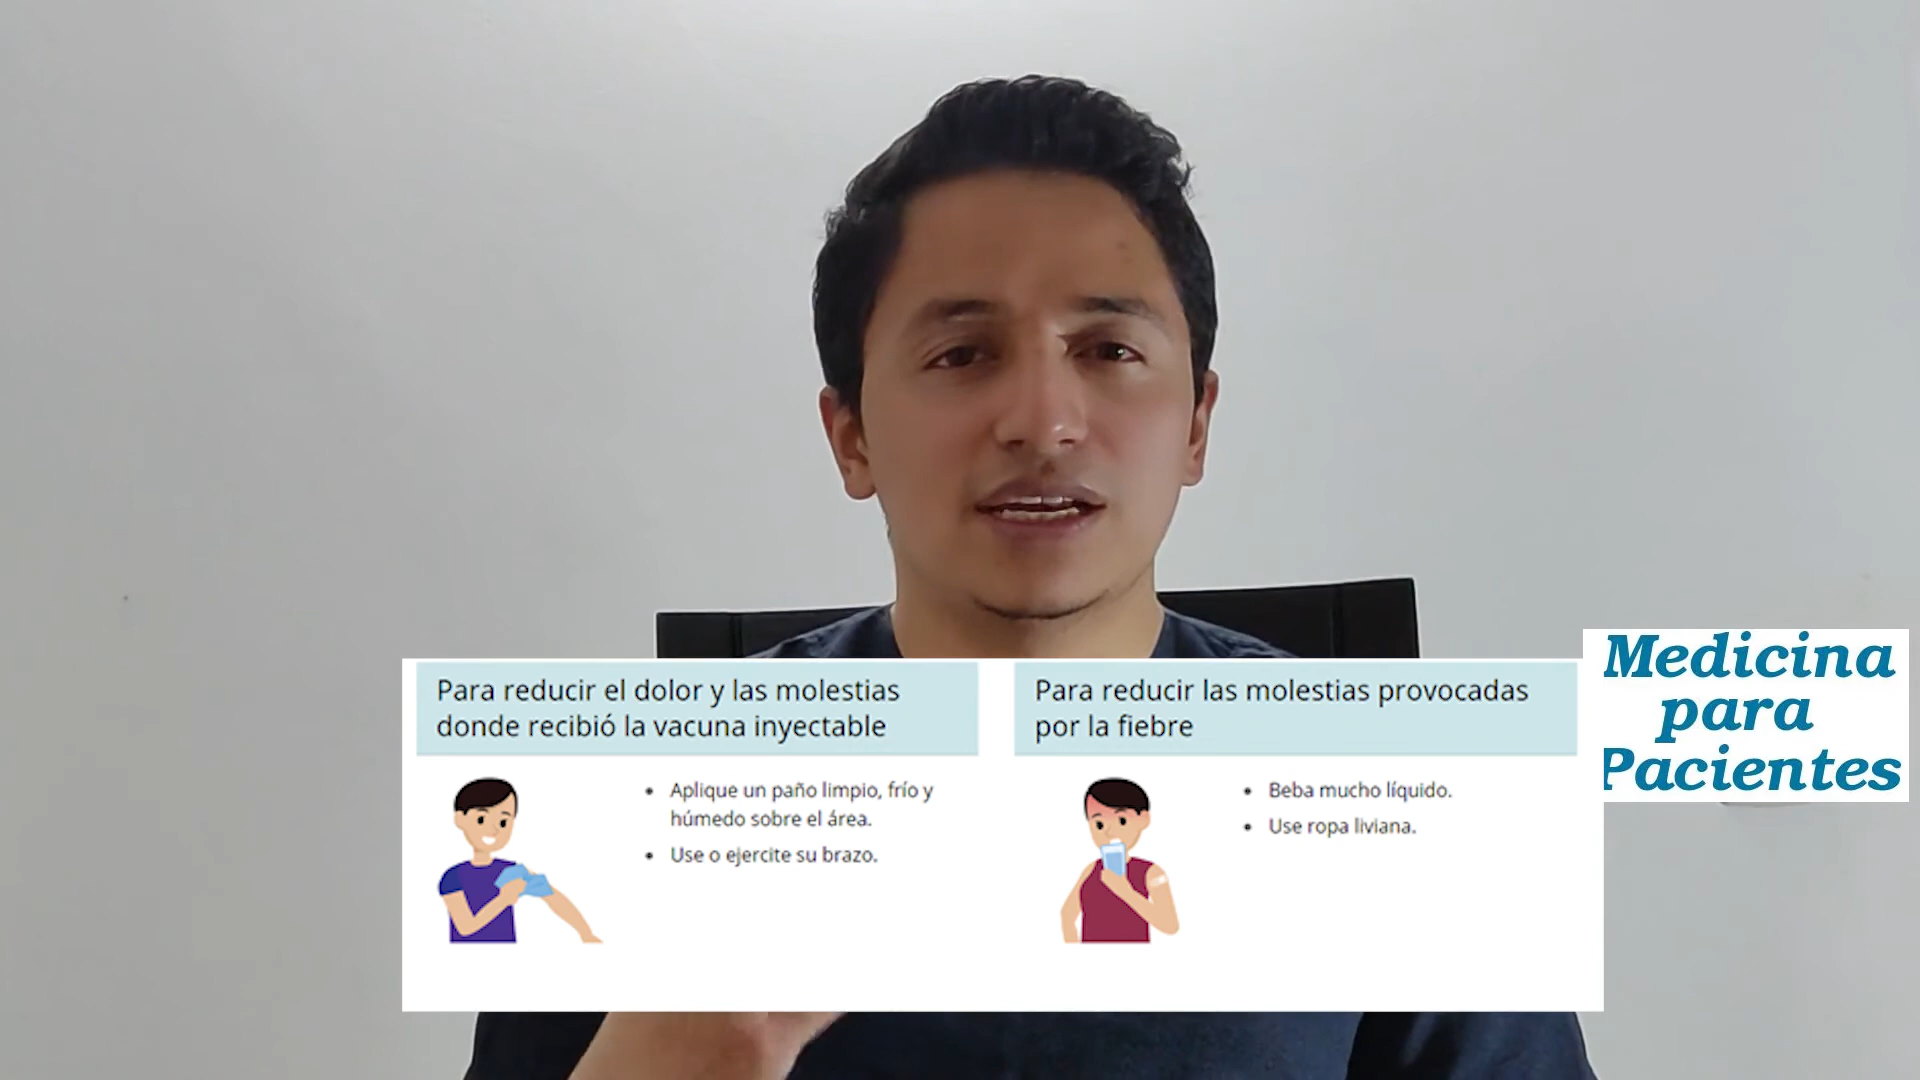 Para reducir el dolor y las molestias
donde recibió la vacuna inyectable
Aplique un paño limpio, frío y
húmedo sobre el área.
Use o ejercite su brazo.
Para reducir las molestias provocadas
por la fiebre
Beba mucho líquido.
Use ropa liviana.
Medicina
para
Pacientes